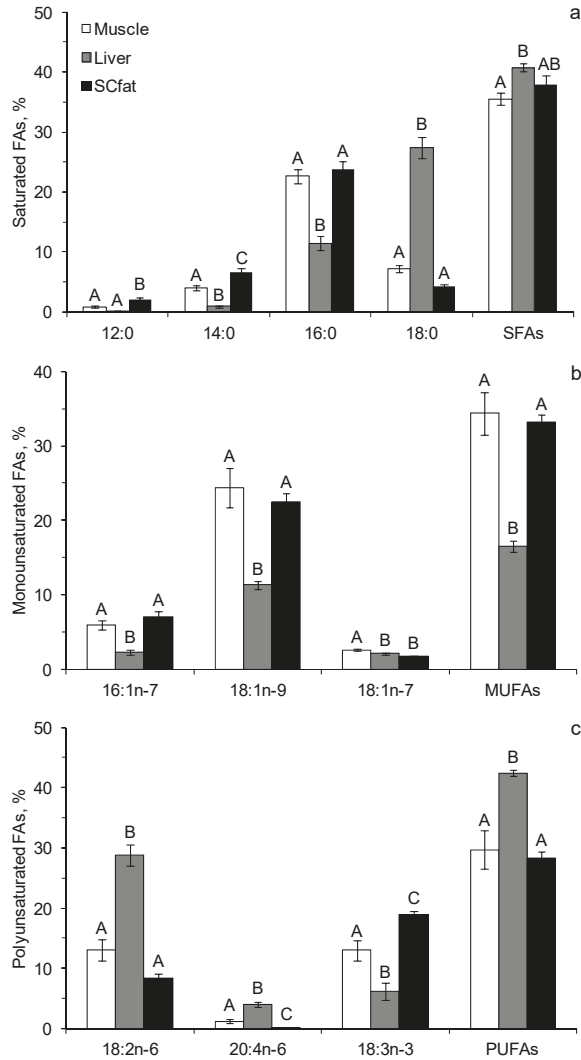 a
50
40
30
20
10
0
Saturated FAs, %
Muscle
Liver
SCfat
A A B
A B C
A B A
A B A
A B AB
12:0 14:0 16:0 18:0 SFAs
b
40
30
20
10
0
Monounsaturated FAs, %
A B A
A B A
A B B
A B A
16:1n-7 18:1n-9 18:1n-7 MUFAs
c
50
40
30
20
10
0
Polyunsaturated FAs, %
A B A
A B C
A B C
A B A
18:2n-6 20:4n-6 18:3n-3 PUFAs